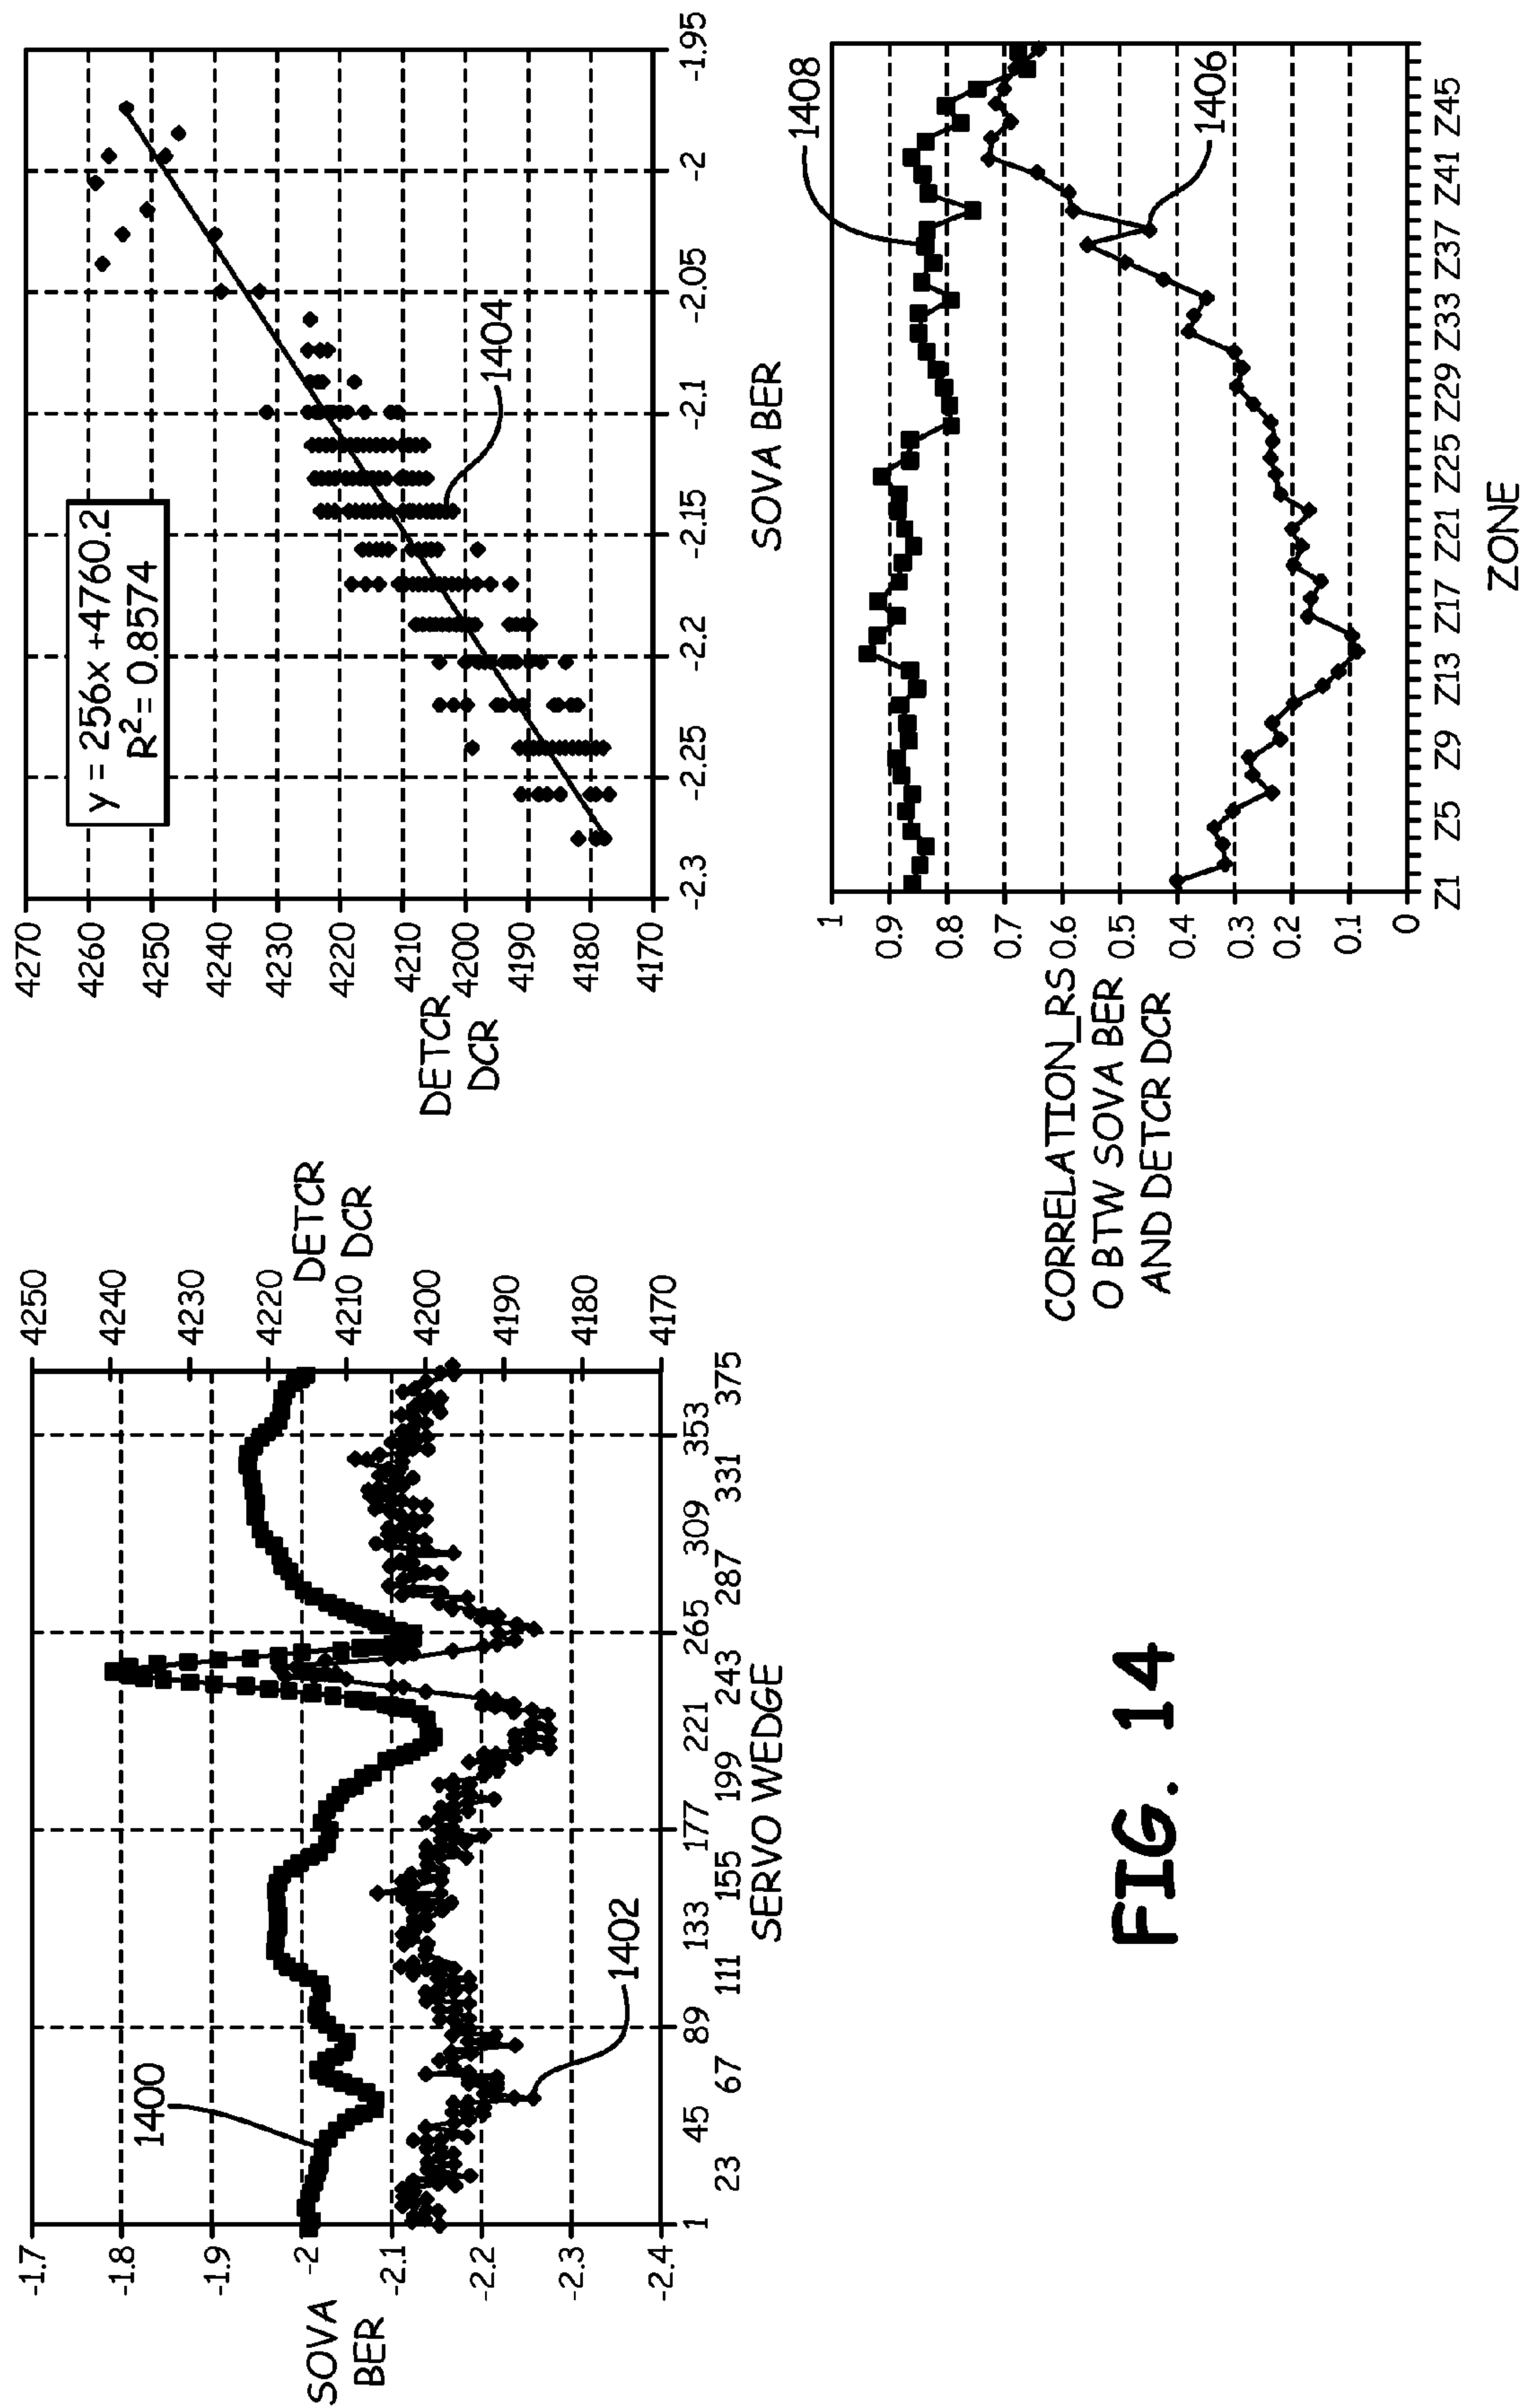 -1.7
-1.8
-1.9
-2
-2.1
-2.2
-2.3
-2.4
SOVA
BER
1400
1402
4250
4240
4230
4220
4210
4200
4190
4180
4170
DETCR
DCR
1 23 45 67 89 111 133 155 177 199 221 243 265 287 309 331 353 375
SERVO WEDGE
4270
4260
4250
4240
4230
4220
4210
4200
4190
4180
4170
DETCR
DCR
y = 256x +4760.2
R²= 0.8574
1404
-2.3 -2.25 -2.2 -2.15 -2.1 -2.05 -2 -1.95
SOVA BER
1
0.9
0.8
0.7
0.6
0.5
0.4
0.3
0.2
0.1
0
CORRELATION_RS
O BTW SOVA BER
AND DETCR DCR
1408
1406
Z1 Z5 Z9 Z13 Z17 Z21 Z25 Z29 Z33 Z37 Z41 Z45
ZONE
FIG. 14